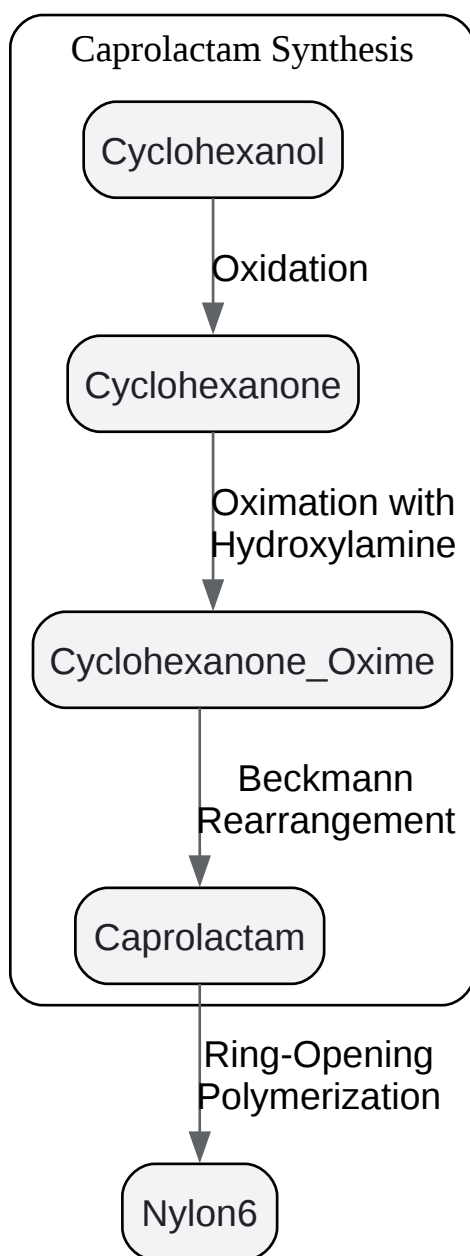 Caprolactam Synthesis
Cyclohexanol
Oxidation
Cyclohexanone
Oximation with
Hydroxylamine
Cyclohexanone_Oxime
Beckmann
Rearrangement
Caprolactam
Ring-Opening
Polymerization
Nylon6